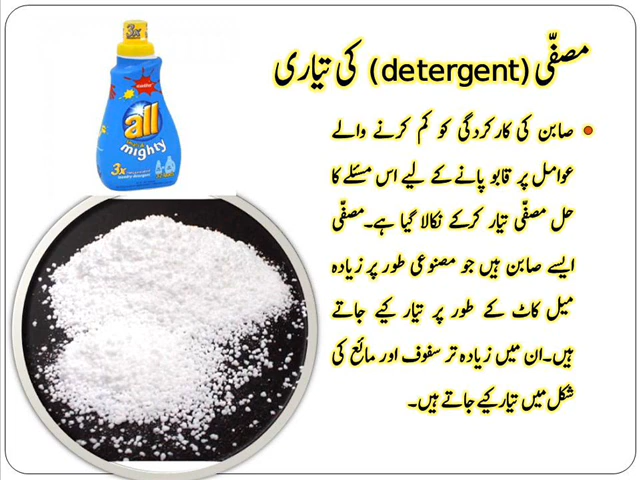 مصفّی (detergent) کی تیاری
صابن کی کارکردگی کو کم کرنے والے
عوامل پر قابو پانے کے لیے اس مسئلے کا
حل مصفّی تیار کرکے نکالا گیا ہے۔مصفّی
ایسے صابن ہیں جو مصنوعی طور پر زیادہ
میل کاٹ کے طور پر تیار کیے جاتے
ہیں۔ان میں زیادہ تر سفوف اور مائع کی
شکل میں تیارکیے جاتے ہیں۔
3x
all
mighty
3x